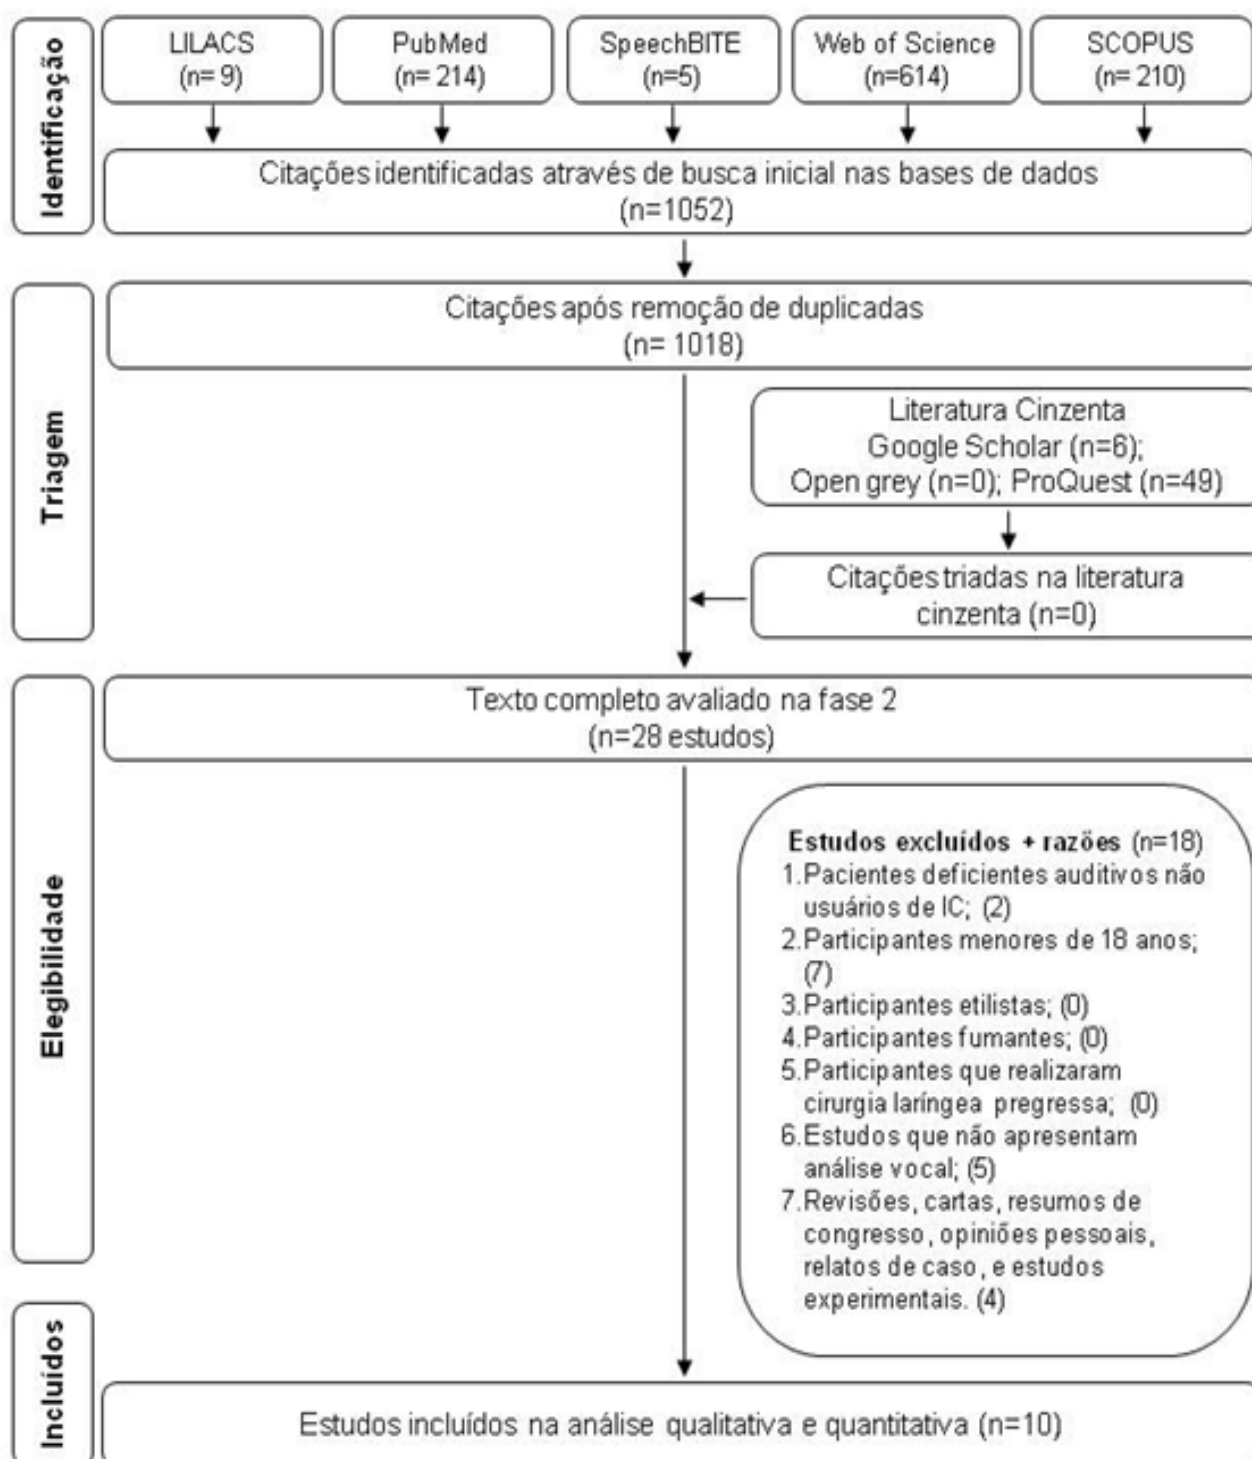 Identificação
LILACS
(n= 9)
PubMed
(n= 214)
SpeechBITE
(n=5)
Web of Science
(n=614)
SCOPUS
(n= 210)
Citações identificadas através de busca inicial nas bases de dados
(n=1052)
Triagem
Citações após remoção de duplicadas
(n= 1018)
Literatura Cinzenta
Google Scholar (n=6);
Open grey (n=0); ProQuest (n=49)
Citações triadas na literatura
cinzenta (n=0)
Elegibilidade
Texto completo avaliado na fase 2
(n=28 estudos)
Estudos excluídos + razões (n=18)
1.Pacientes deficientes auditivos não
usuários de IC; (2)
2.Participantes menores de 18 anos;
(7)
3.Participantes etilistas; (0)
4.Participantes fumantes; (0)
5.Participantes que realizaram
cirurgia laríngea pregressa; (0)
6.Estudos que não apresentam
análise vocal; (5)
7.Revisões, cartas, resumos de
congresso, opiniões pessoais,
relatos de caso, e estudos
experimentais. (4)
Incluídos
Estudos incluídos na análise qualitativa e quantitativa (n=10)